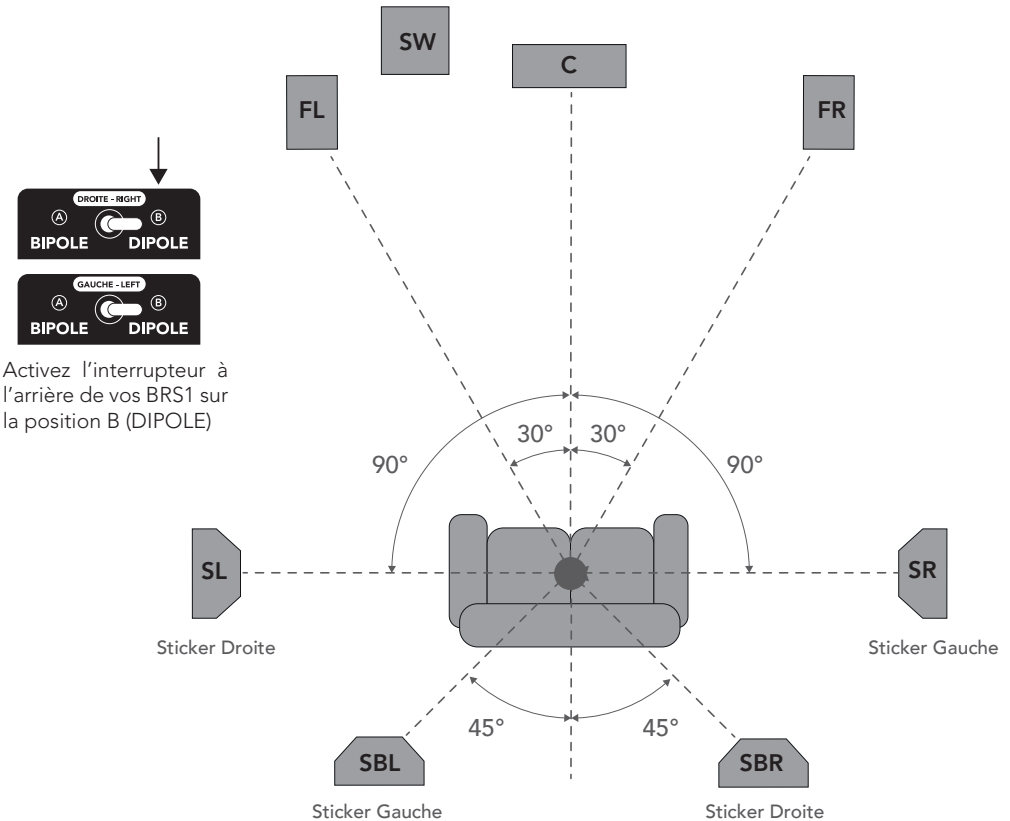 SW
C
FL
FR
DROITE - RIGHT
A B
BIPOLE DIPOLE
GAUCHE - LEFT
A B
BIPOLE DIPOLE
Activez l'interrupteur à
l'arrière de vos BRS1 sur
la position B (DIPOLE)
30° 30°
90° 90°
SL
SR
Sticker Droite
Sticker Gauche
45° 45°
SBL
SBR
Sticker Gauche
Sticker Droite